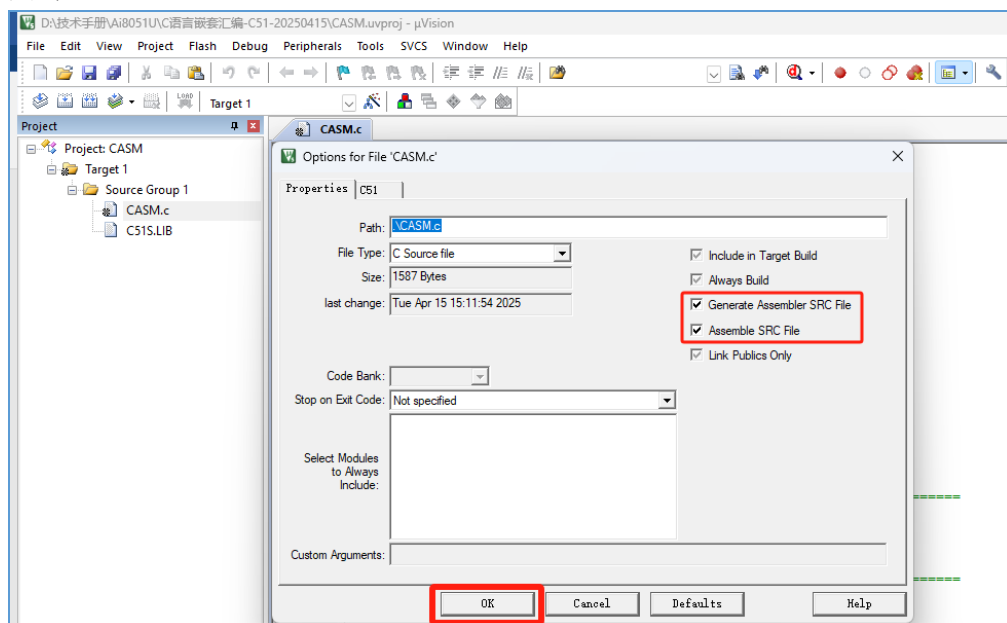 D:\技术手册\Ai8051U\C语言嵌套汇编-C51-20250415\CASM.uvproj - µVision
File Edit View Project Flash Debug Peripherals Tools SVCS Window Help
LOAD
Target 1
Project
CASM.c
Project: CASM
Target 1
Source Group 1
CASM.c
C51S.LIB
Options for File 'CASM.c'
Properties C51
Path: .\CASM.c
File Type: C Source file
Include in Target Build
Size: 1587 Bytes
Always Build
last change: Tue Apr 15 15:11:54 2025
Generate Assembler SRC File
Assemble SRC File
Link Publics Only
Code Bank:
Stop on Exit Code: Not specified
Select Modules
to Always
Include:
======
Custom Arguments:
======
OK Cancel Defaults Help